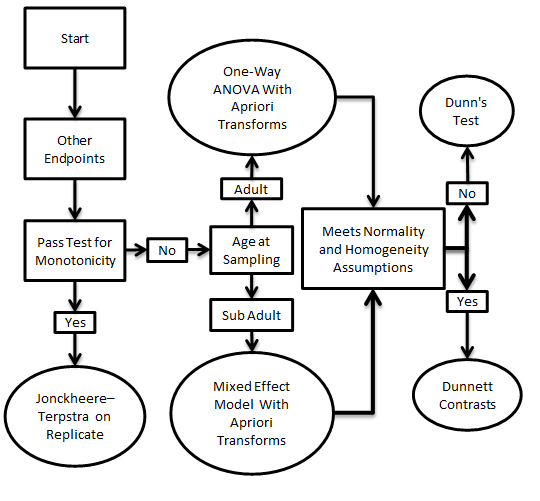 Start
Other
Endpoints
Pass Test for
Monotonicity
No
Yes
Jonckheere–
Terpstra on
Replicate
Age at
Sampling
Adult
One-Way
ANOVA With
Apriori
Transforms
Sub Adult
Mixed Effect
Model With
Apriori
Transforms
Meets Normality
and Homogeneity
Assumptions
No
Dunn's
Test
Yes
Dunnett
Contrasts